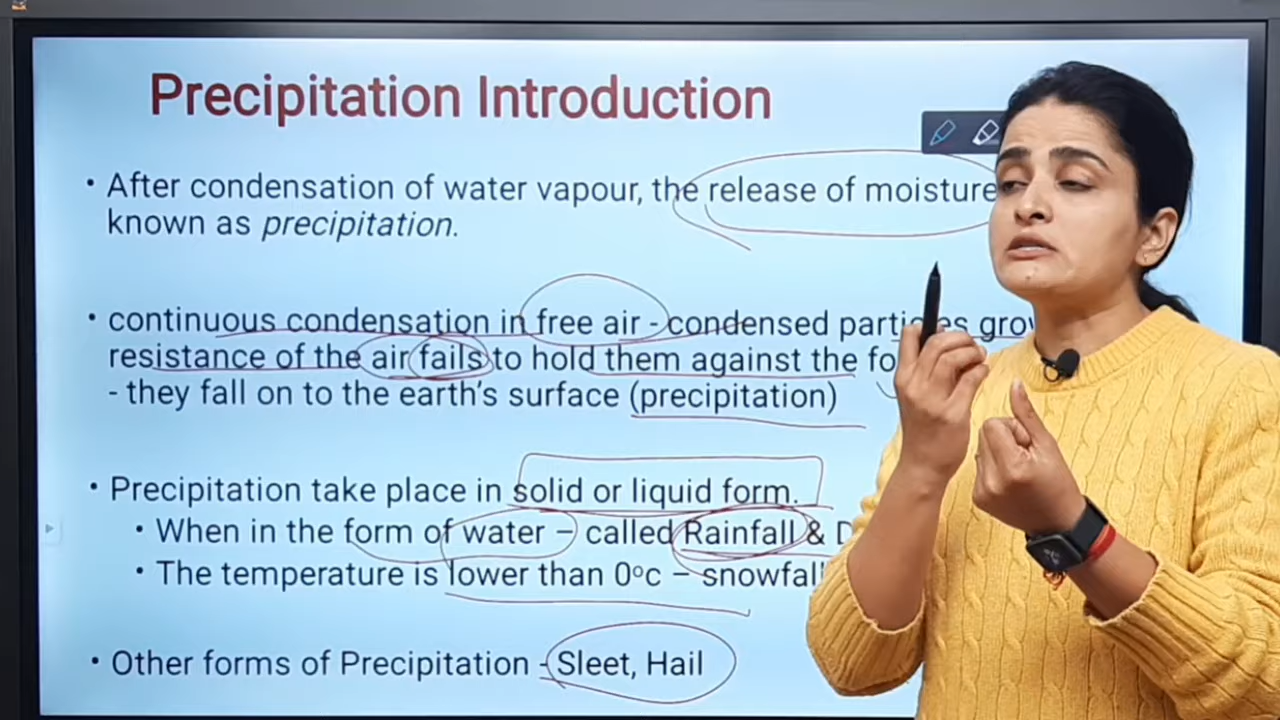 Precipitation Introduction
• After condensation of water vapour, the release of moisture
known as precipitation.
• continuous condensation in free air - condensed particles
resistance of the air fails to hold them against the
- they fall on to the earth's surface (precipitation)
• Precipitation take place in solid or liquid form.
• When in the form of water – called Rainfall &
• The temperature is lower than 0°c – snowfall
• Other forms of Precipitation - Sleet, Hail